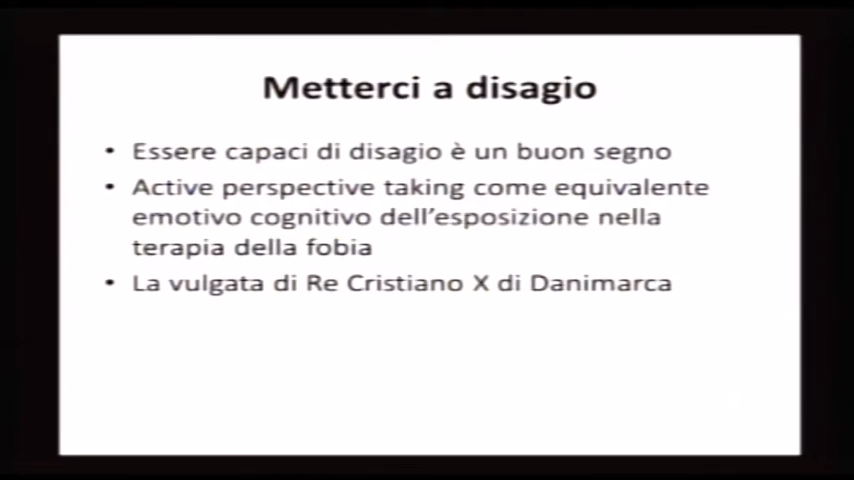 Metterci a disagio
• Essere capaci di disagio è un buon segno
• Active perspective taking come equivalente
emotivo cognitivo dell'esposizione nella
terapia della fobia
• La vulgata di Re Cristiano X di Danimarca